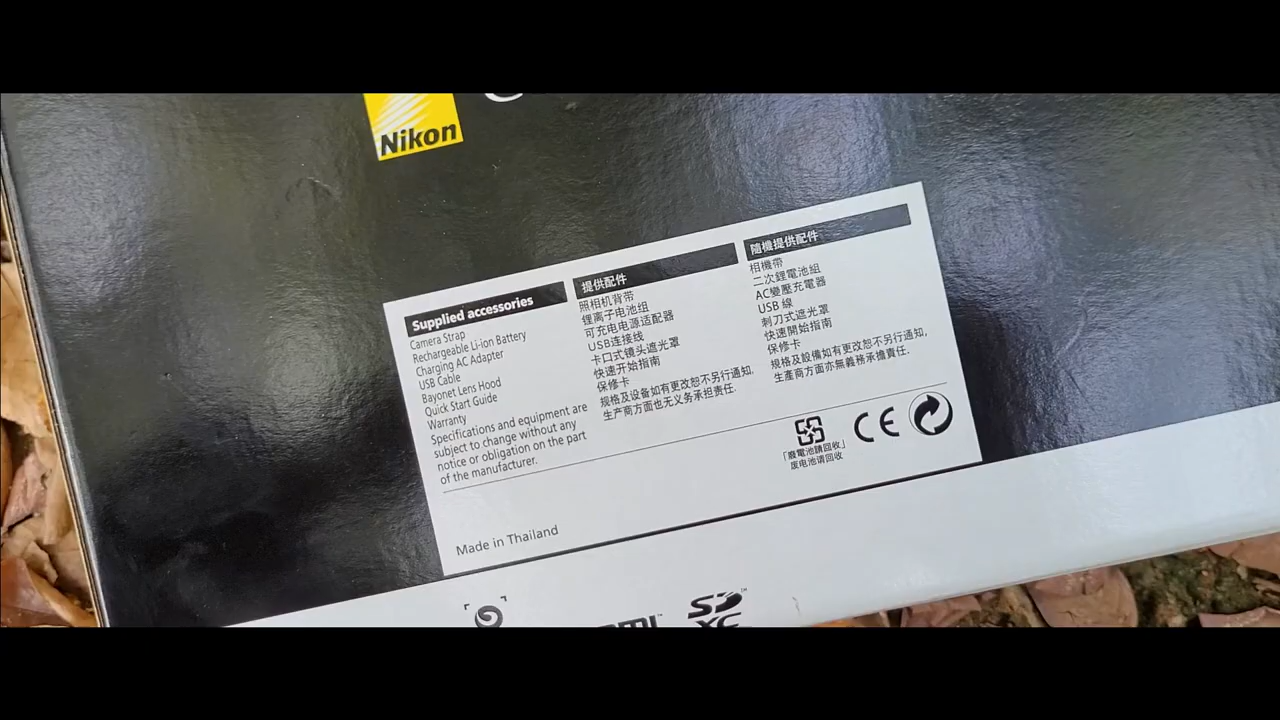 Nikon
Supplied accessories
Camera Strap
Rechargeable Li-ion Battery
Charging AC Adapter
USB Cable
Bayonet Lens Hood
Quick Start Guide
Warranty
Specifications and equipment are
subject to change without any
notice or obligation on the part
of the manufacturer.
提供配件
照相机背带
锂离子电池组
可充电电源适配器
USB连接线
卡口式镜头遮光罩
快速开始指南
保修卡
规格及设备如有更改恕不另行通知,
生产商方面也无义务承担责任.
隨機提供配件
相機帶
二次鋰電池組
AC變壓充電器
USB 線
刺刀式遮光罩
快速開始指南
保修卡
規格及設備如有更改恕不另行通知,
生產商方面亦無義務承擔責任.
「廢電池請回收」
废电池请回收
CE
Made in Thailand
SD
XC